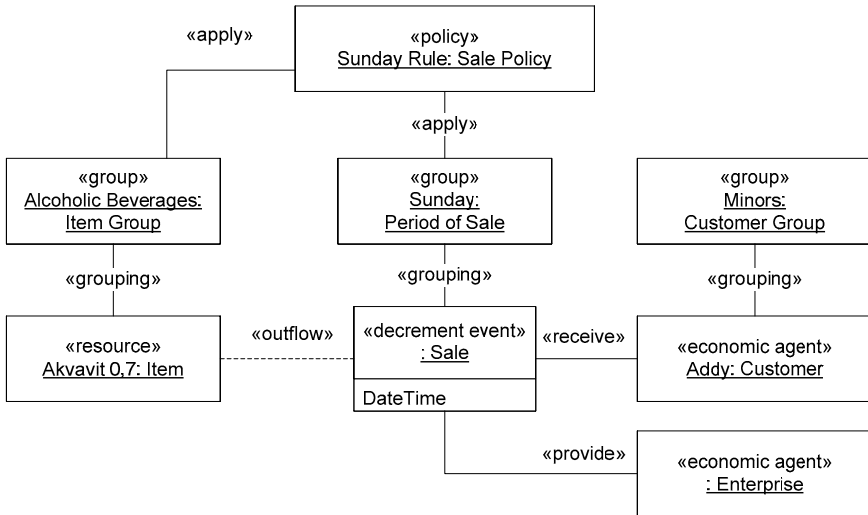 «apply»
«policy»
Sunday Rule: Sale Policy
«apply»
«group»
Alcoholic Beverages:
Item Group
«group»
Sunday:
Period of Sale
«group»
Minors:
Customer Group
«grouping»
«grouping»
«grouping»
«resource»
Akvavit 0,7: Item
«outflow»
«decrement event»
: Sale
DateTime
«receive»
«economic agent»
Addy: Customer
«provide»
«economic agent»
: Enterprise